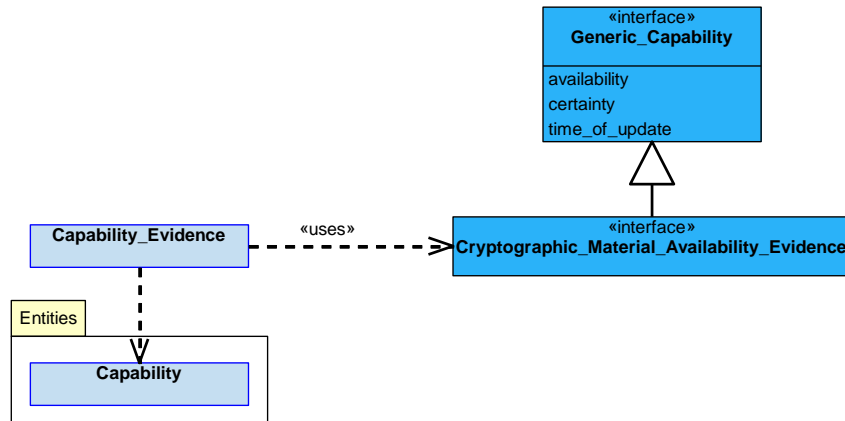 «interface»
Generic_Capability
availability
certainty
time_of_update
Capability_Evidence
«uses»
«interface»
Cryptographic_Material_Availability_Evidence
Entities
Capability